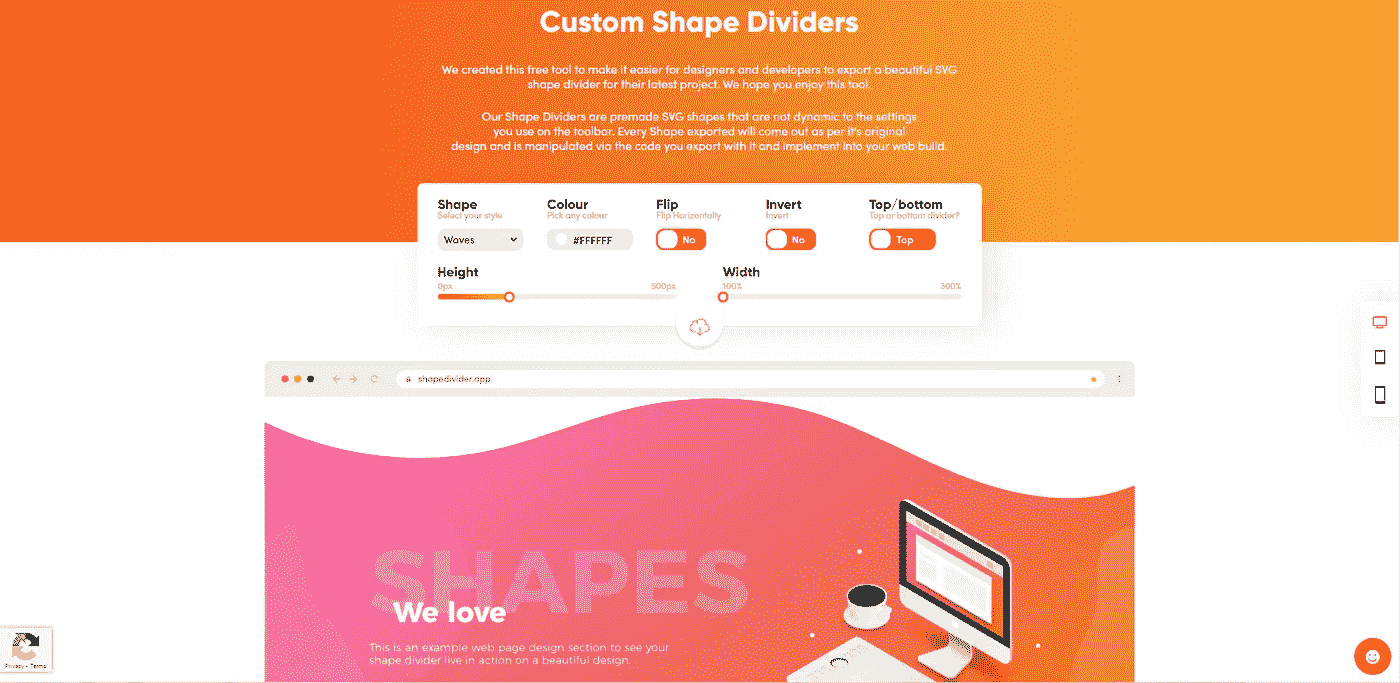 Custom Shape Dividers
We created this free tool to make it easier for designers and developers to export a beautiful SVG
shape divider for their latest project. We hope you enjoy this tool.
Our Shape Dividers are premade SVG shapes that are not dynamic to the settings
you use on the toolbar. Every Shape exported will come out as per it's original
design and is manipulated via the code you export with it and implement into your web build.
Shape
Select your style
Waves
Colour
Pick any colour
#FFFFFF
Flip
Flip Horizontally
No
Invert
Invert
No
Top/bottom
Top or bottom divider?
Top
Height
0px 500px
Width
100% 300%
shapedivider.app
SHAPES
We love
This is an example web page design section to see your
shape divider live in action on a beautiful design.
Privacy - Terms